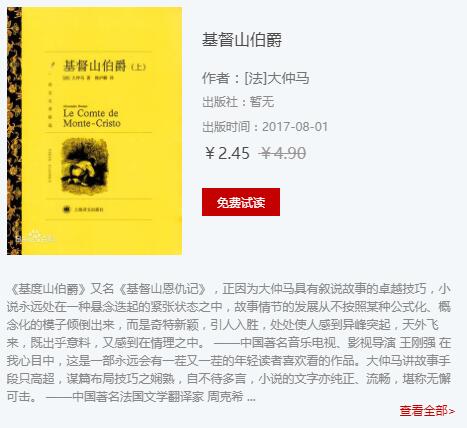 基督山伯爵（上）
[法] 大仲马 著
Le Comte de
Monte-Cristo
上海译文出版社
基督山伯爵
作者：[法]大仲马
出版社：暂无
出版时间：2017-08-01
￥2.45 ￥4.90
免费试读
《基度山伯爵》又名《基督山恩仇记》，正因为大仲马具有叙说故事的卓越技巧，小
说永远处在一种悬念迭起的紧张状态之中，故事情节的发展从不按照某种公式化、概
念化的模子倾倒出来，而是奇特新颖，引人入胜，处处使人感到异峰突起，天外飞
来，既出乎意料，又感到在情理之中。 ——中国著名音乐电视、影视导演 王刚强 在
我心目中，这是一部永远会有一茬又一茬的年轻读者喜欢看的作品。大仲马讲故事手
段只高超，谋篇布局技巧之娴熟，自不待多言，小说的文字亦纯正、流畅，堪称无懈
可击。 ——中国著名法国文学翻译家 周克希 ...
查看全部>